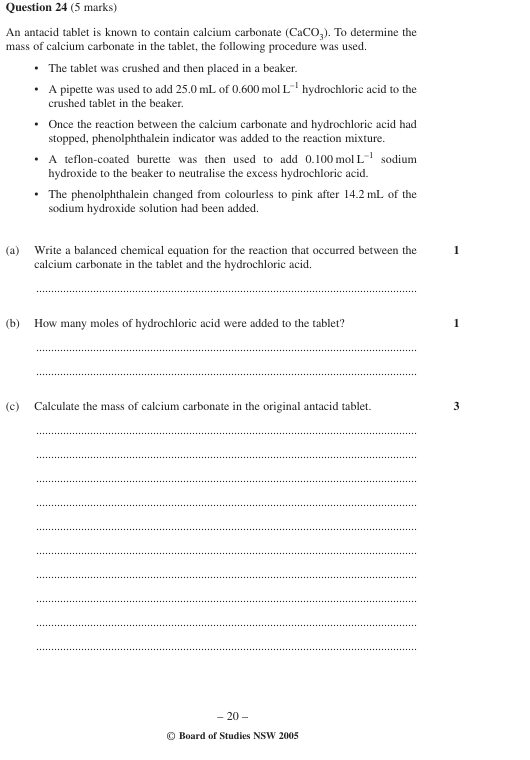 Question 24 (5 marks)
An antacid tablet is known to contain calcium carbonate (CaCO₃). To determine the
mass of calcium carbonate in the tablet, the following procedure was used.
• The tablet was crushed and then placed in a beaker.
• A pipette was used to add 25.0 mL of 0.600 mol L⁻¹ hydrochloric acid to the
crushed tablet in the beaker.
• Once the reaction between the calcium carbonate and hydrochloric acid had
stopped, phenolphthalein indicator was added to the reaction mixture.
• A teflon-coated burette was then used to add 0.100 mol L⁻¹ sodium
hydroxide to the beaker to neutralise the excess hydrochloric acid.
• The phenolphthalein changed from colourless to pink after 14.2 mL of the
sodium hydroxide solution had been added.
(a) Write a balanced chemical equation for the reaction that occurred between the 1
calcium carbonate in the tablet and the hydrochloric acid.
(b) How many moles of hydrochloric acid were added to the tablet? 1
(c) Calculate the mass of calcium carbonate in the original antacid tablet. 3
– 20 –
© Board of Studies NSW 2005